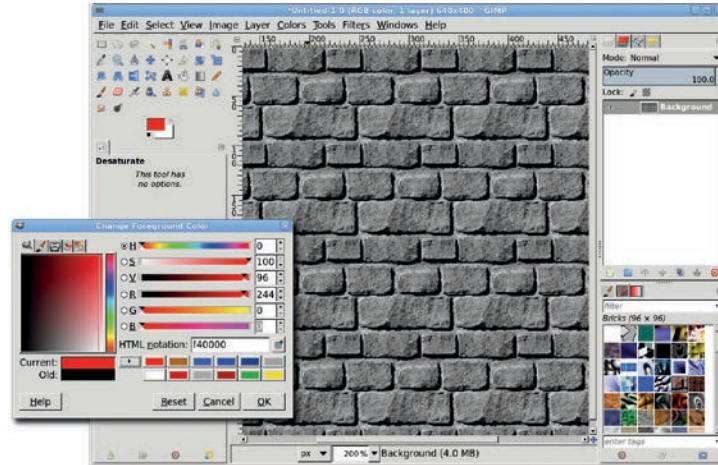 *Untitled-1.0 (RGB color, 1 layer) 640x400 – GIMP
File Edit Select View Image Layer Colors Tools Filters Windows Help
150 200 250 300 350 400 450
Mode: Normal
Opacity 100.0
Lock:
Background
Desaturate
This tool has
no options.
Change Foreground Color
H 0
S 100
V 96
R 244
G 0
B 0
HTML notation: f40000
Current:
Old:
Help Reset Cancel OK
filter
Bricks (96 × 96)
enter tags
px 200% Background (4.0 MB)